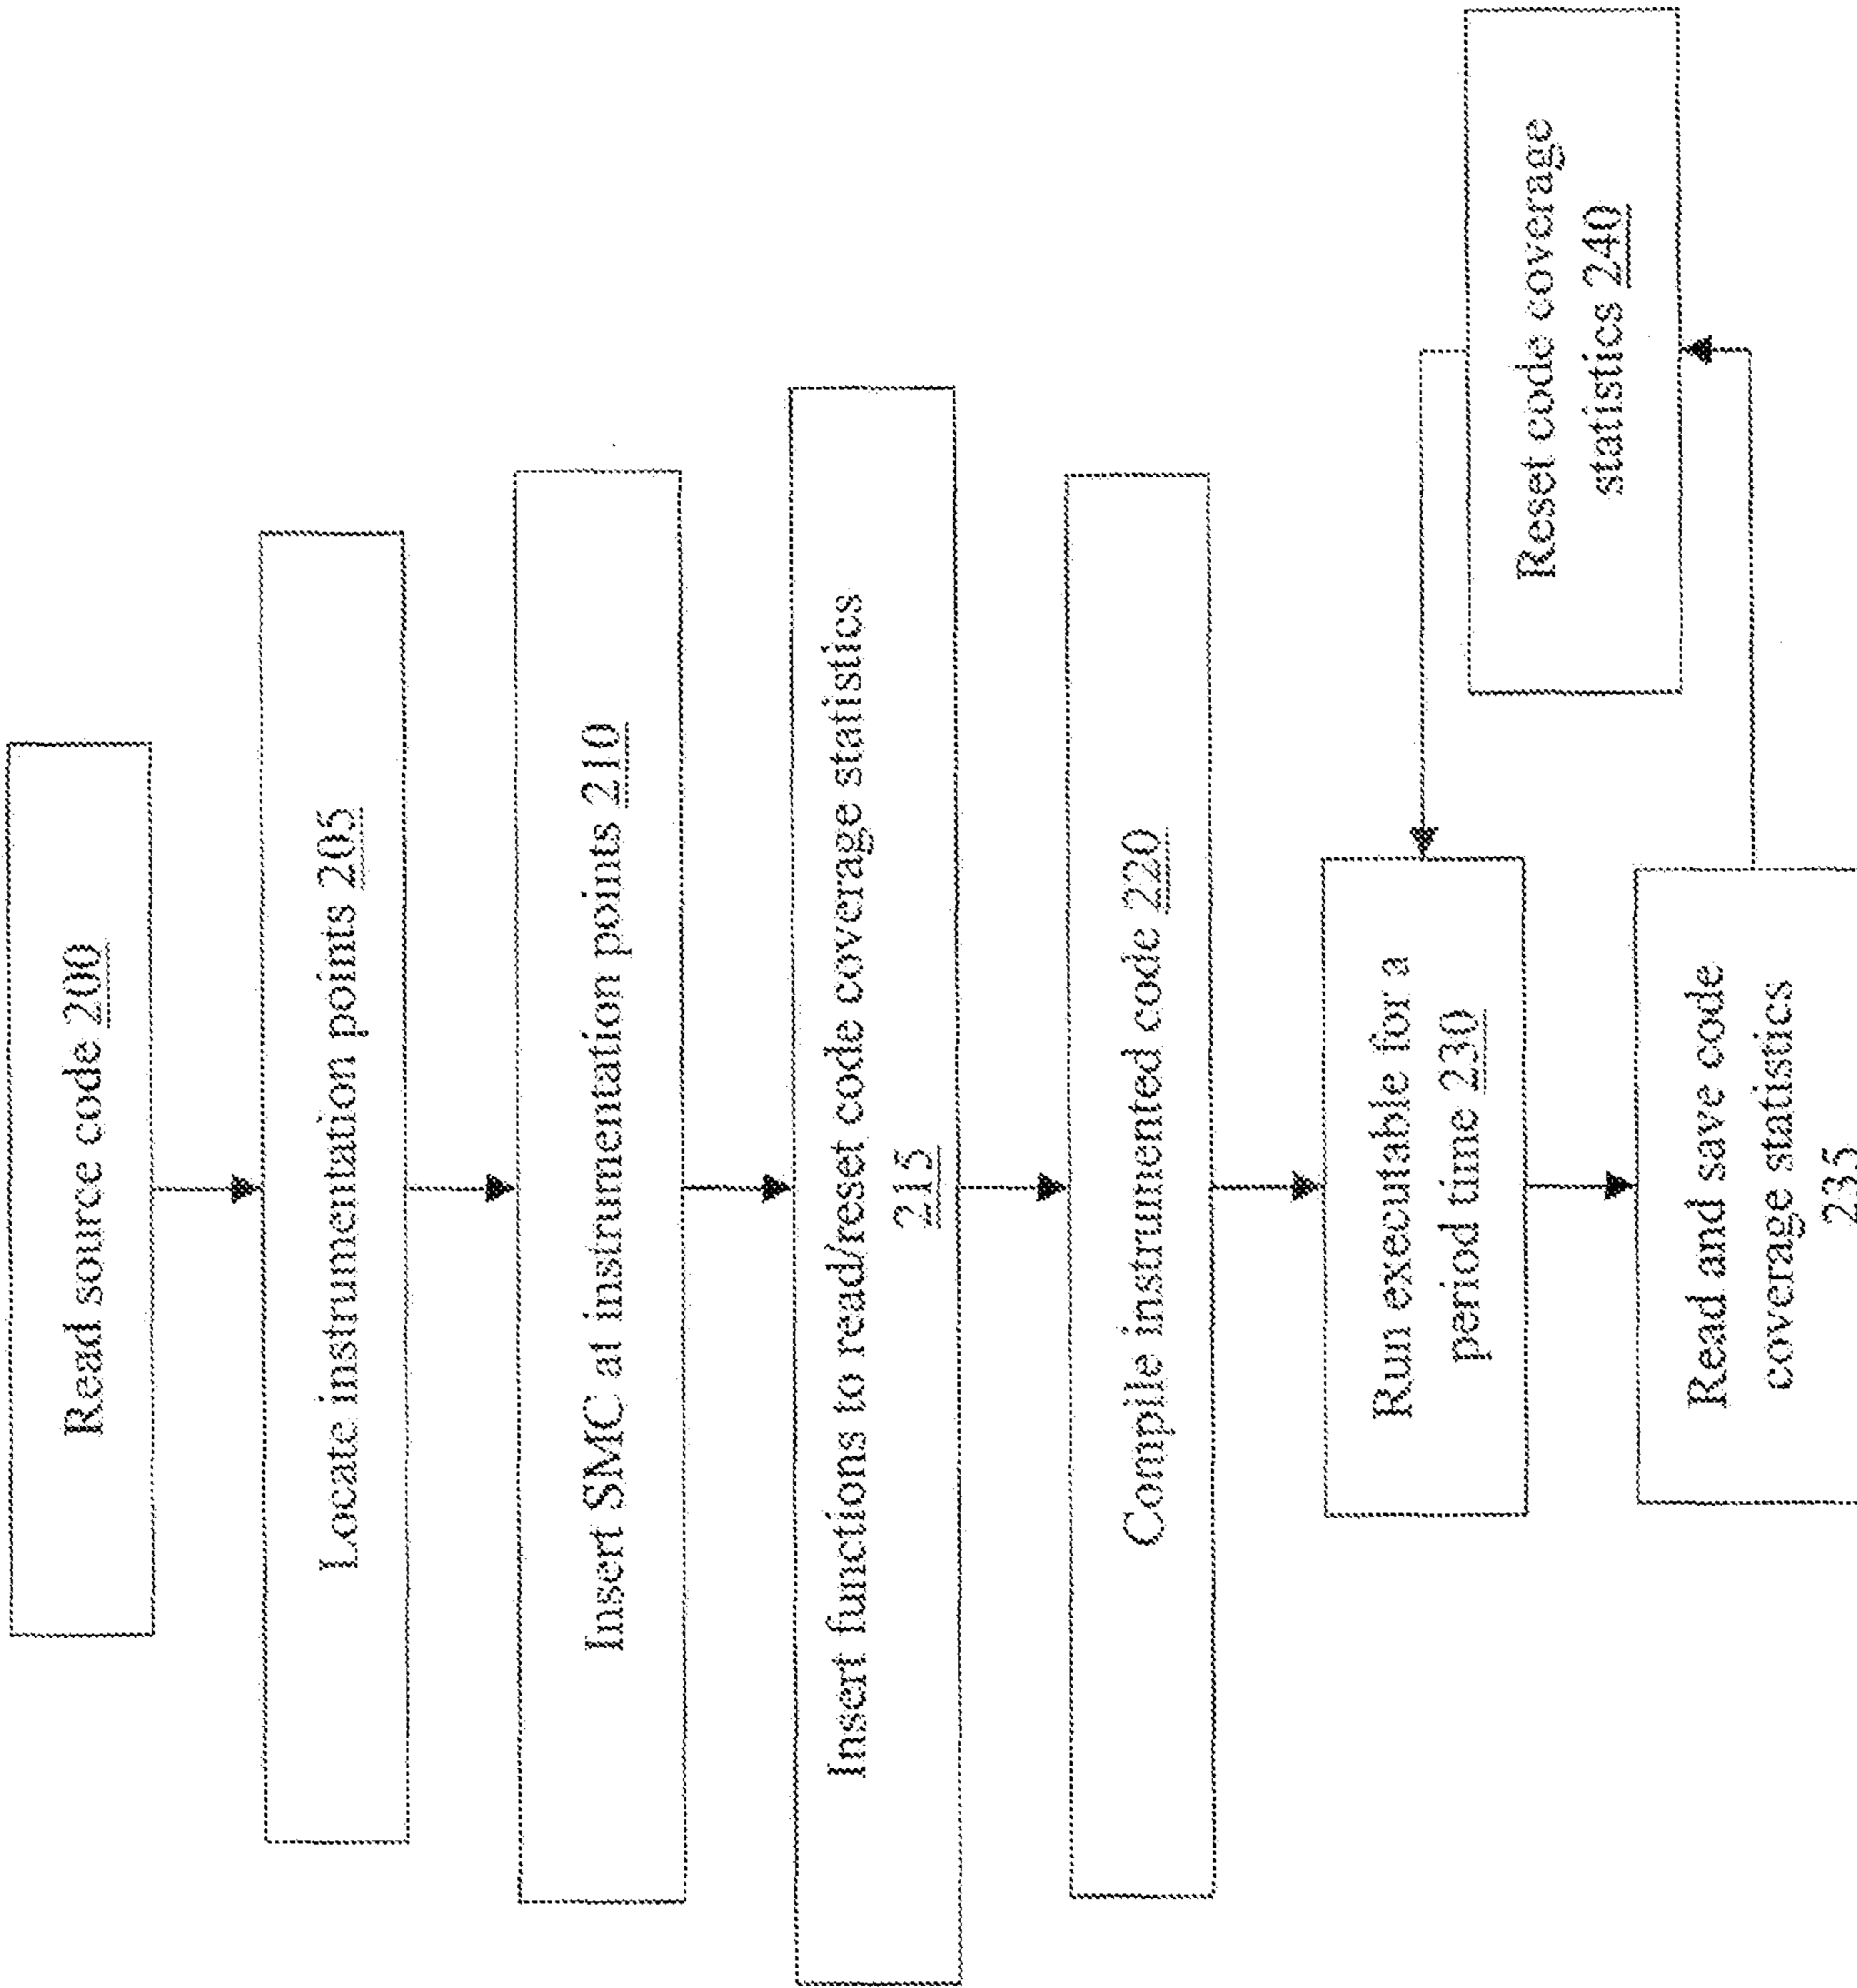 Read source code 200
Locate instrumentation points 205
Insert SMC at instrumentation points 210
Insert functions to read/reset code coverage statistics
215
Compile instrumented code 220
Run executable for a
period time 230
Read and save code
coverage statistics
235
Reset code coverage
statistics 240